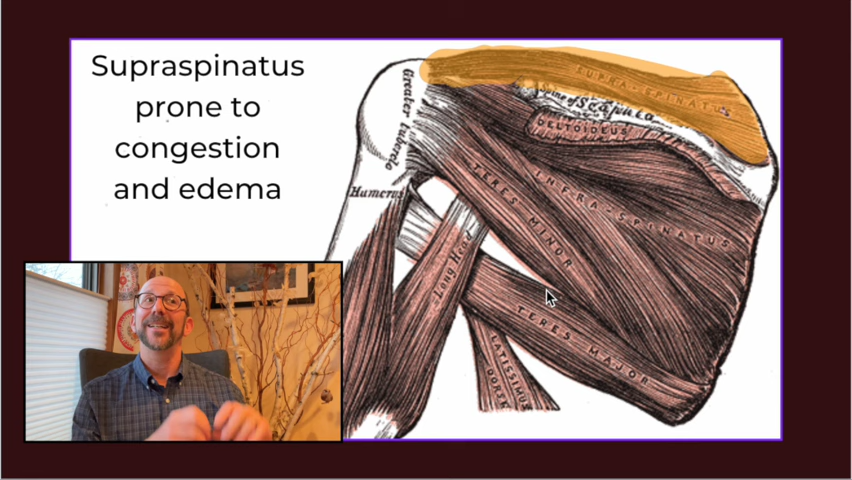 Supraspinatus
prone to
congestion
and edema
Greater tubercle
SUPRA-SPINATUS
Spine of Scapula
DELTOIDEUS
Humerus
TERES MINOR
INFRA-SPINATUS
Long Head
TERES MAJOR
LATISSIMUS
DORSI